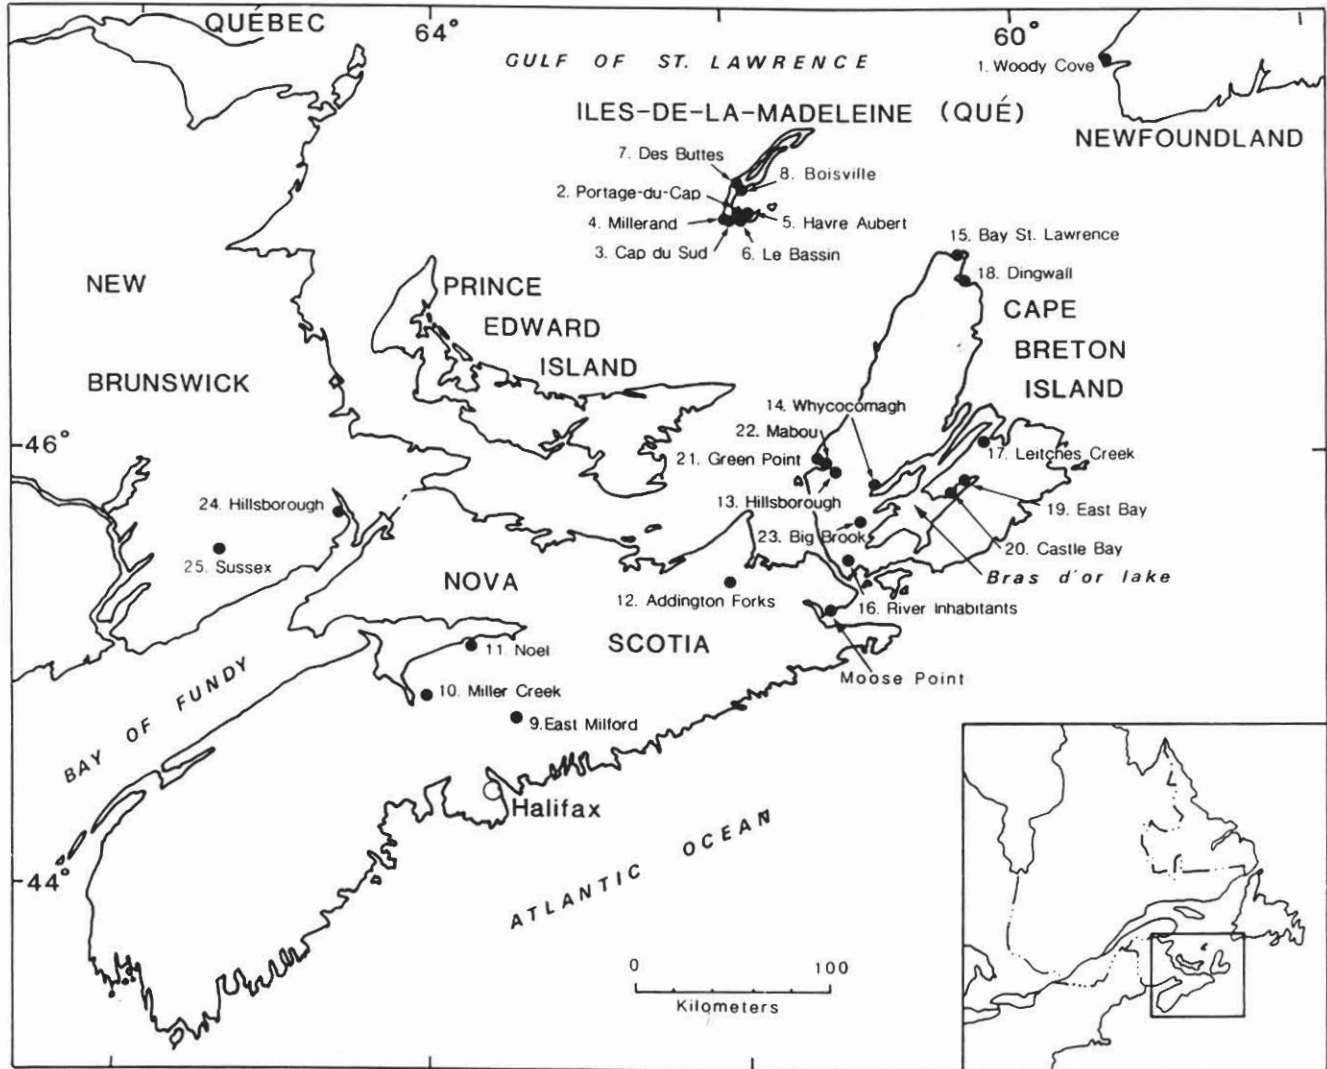 QUÉBEC
64°
60°
GULF OF ST. LAWRENCE
1. Woody Cove
ILES-DE-LA-MADELEINE (QUÉ)
NEWFOUNDLAND
7. Des Buttes
8. Boisville
2. Portage-du-Cap
4. Millerand
5. Havre Aubert
3. Cap du Sud
6. Le Bassin
15. Bay St. Lawrence
18. Dingwall
NEW
BRUNSWICK
PRINCE
EDWARD
ISLAND
CAPE
BRETON
ISLAND
14. Whycocomagh
22. Mabou
21. Green Point
46°
17. Leitches Creek
13. Hillsborough
24. Hillsborough
19. East Bay
23. Big Brook
20. Castle Bay
25. Sussex
Bras d'or lake
NOVA
SCOTIA
12. Addington Forks
16. River Inhabitants
11. Noel
Moose Point
10. Miller Creek
9. East Milford
BAY OF FUNDY
Halifax
ATLANTIC OCEAN
44°
0 100
Kilometers